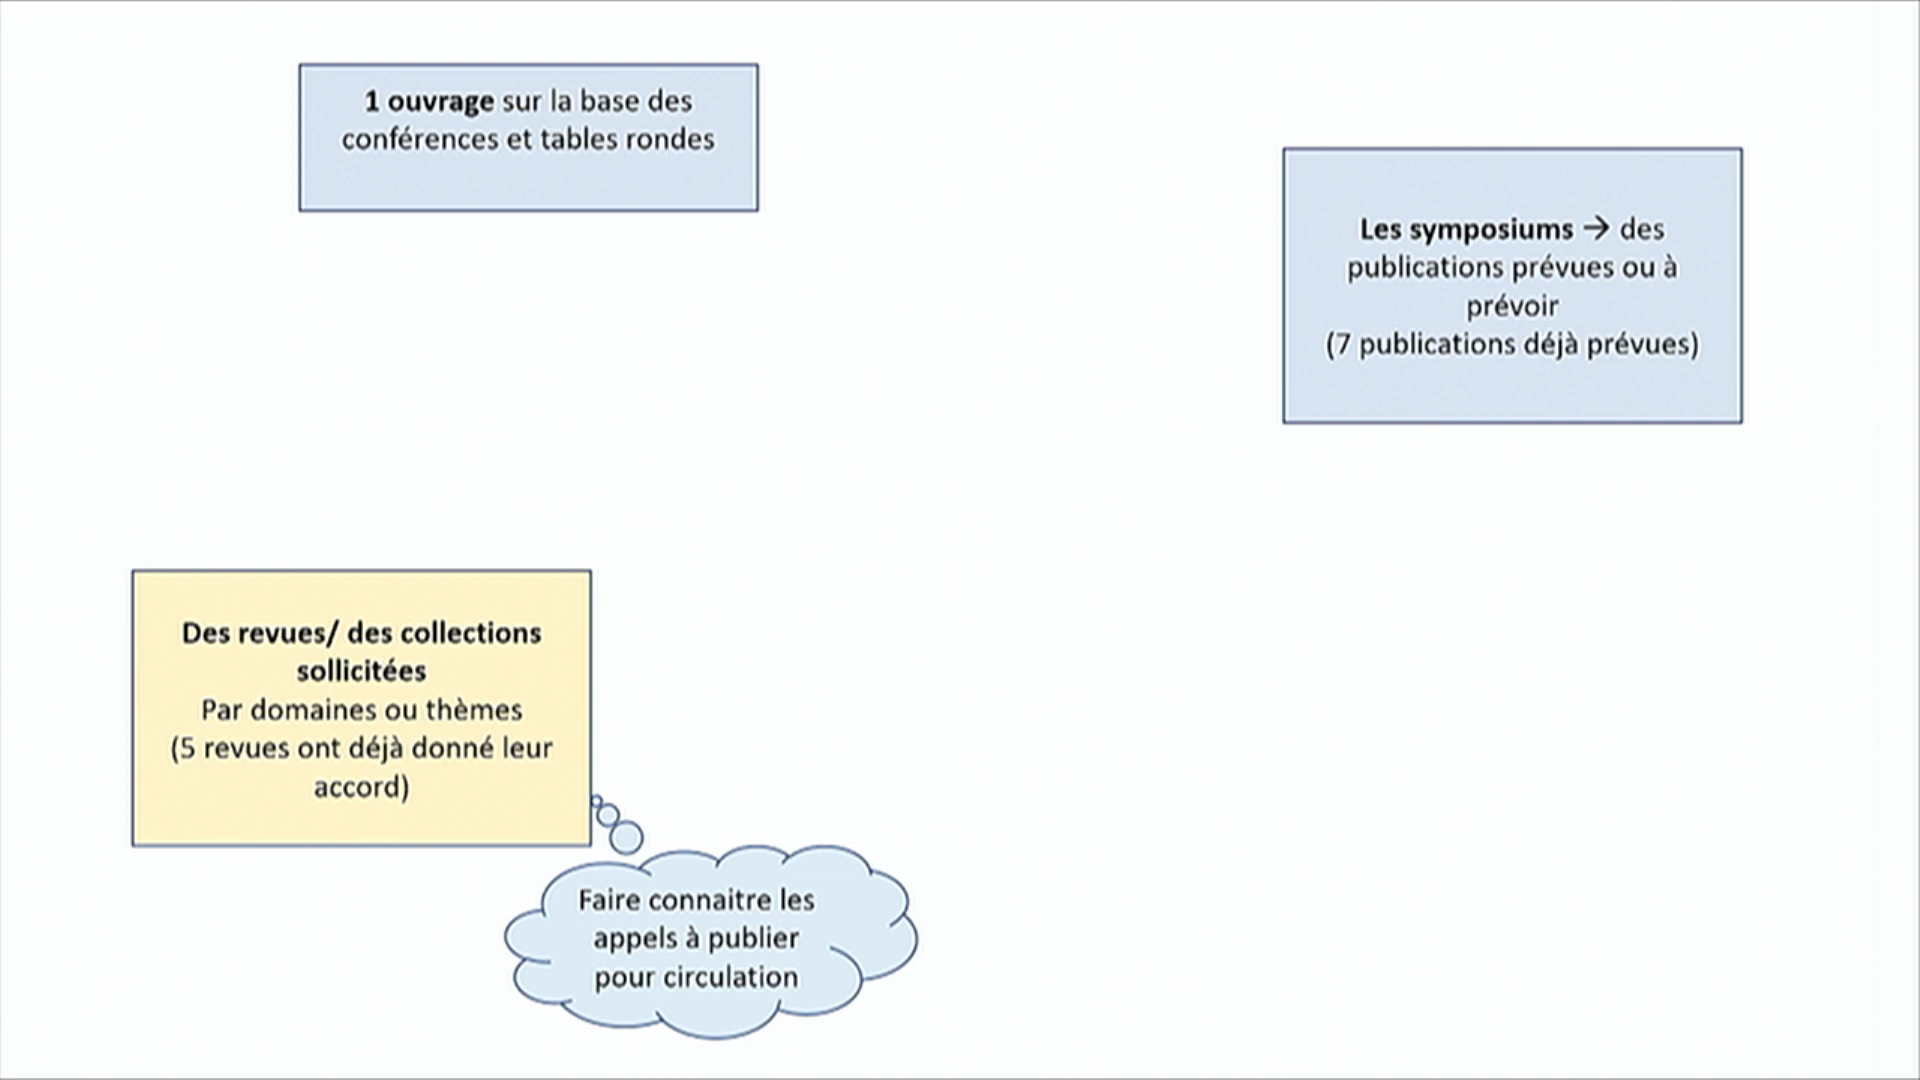 1 ouvrage sur la base des
conférences et tables rondes
Les symposiums → des
publications prévues ou à
prévoir
(7 publications déjà prévues)
Des revues/ des collections
sollicitées
Par domaines ou thèmes
(5 revues ont déjà donné leur
accord)
Faire connaitre les
appels à publier
pour circulation